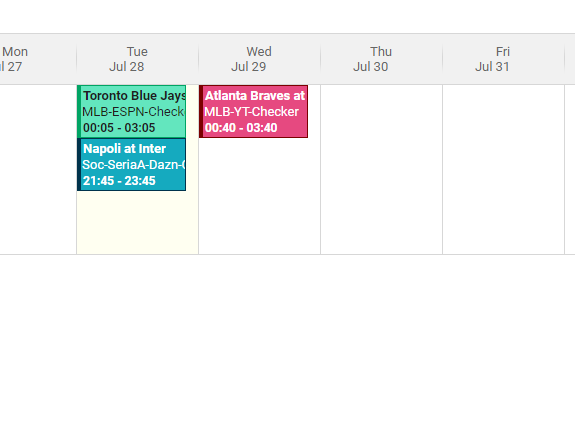 Mon Tue Wed Thu Fri
27 Jul 28 Jul 29 Jul 30 Jul 31
Toronto Blue Jays
MLB-ESPN-Check
00:05 - 03:05
Napoli at Inter
Soc-SeriaA-Dazn-
21:45 - 23:45
Atlanta Braves at
MLB-YT-Checker
00:40 - 03:40